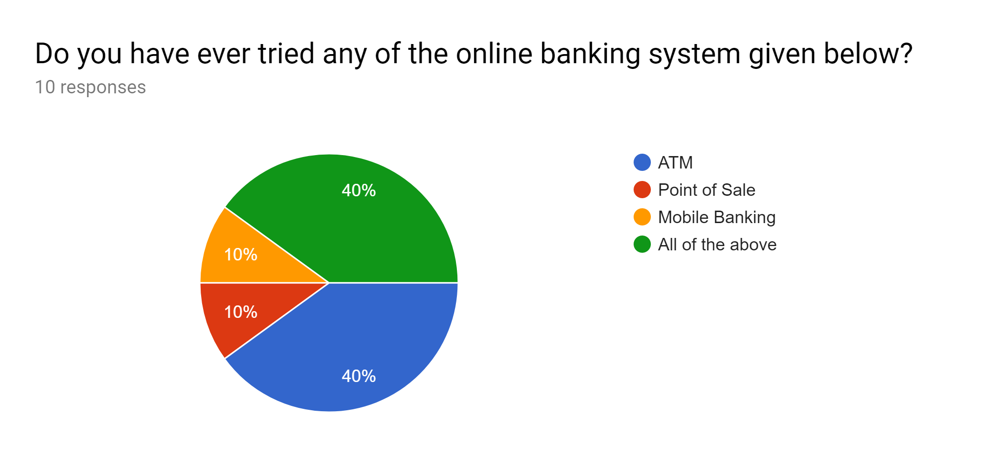 Do you have ever tried any of the online banking system given below?
10 responses
40%
10%
10%
40%
ATM
Point of Sale
Mobile Banking
All of the above